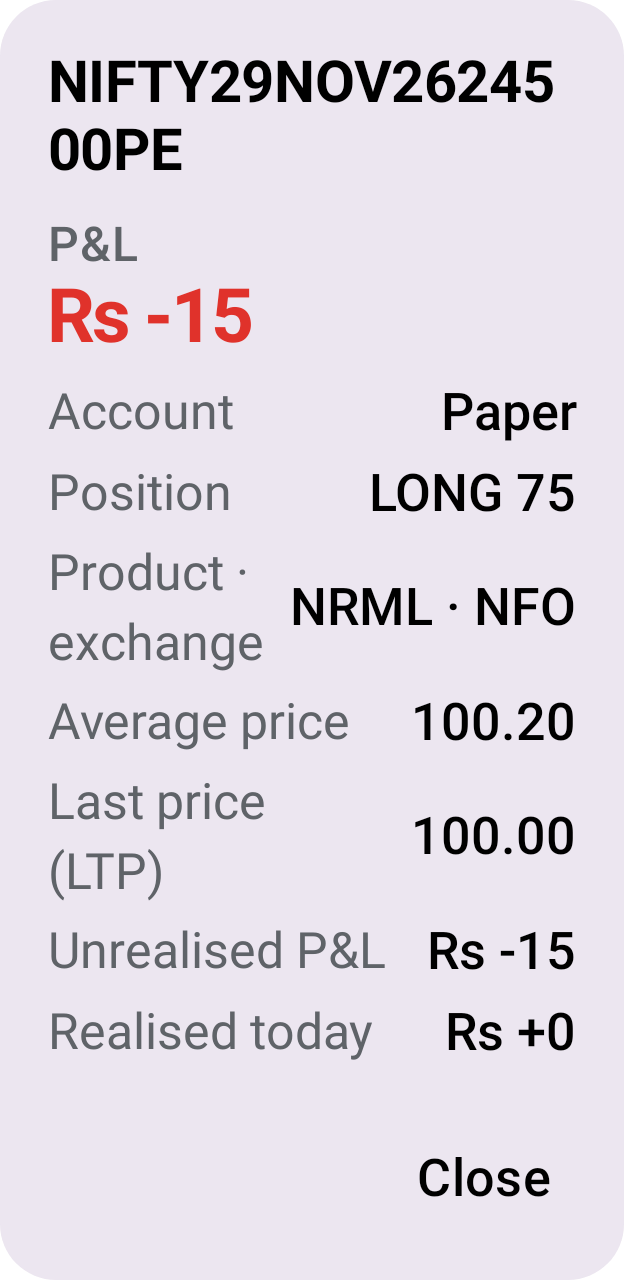 NIFTY29NOV26245
00PE
P&L
Rs -15
Account Paper
Position LONG 75
Product ·
exchange NRML · NFO
Average price 100.20
Last price
(LTP) 100.00
Unrealised P&L Rs -15
Realised today Rs +0
Close